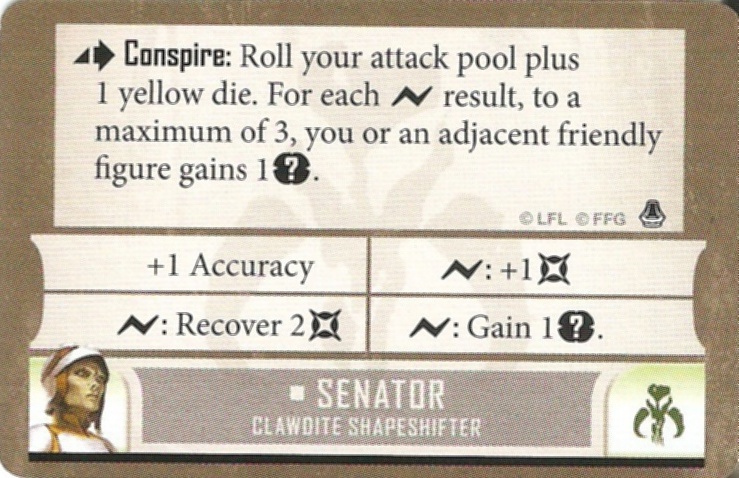 Conspire: Roll your attack pool plus
1 yellow die. For each result, to a
maximum of 3, you or an adjacent friendly
figure gains 1?.
© LFL © FFG
+1 Accuracy
: +1
: Recover 2
: Gain 1?.
SENATOR
CLAWDITE SHAPESHIFTER